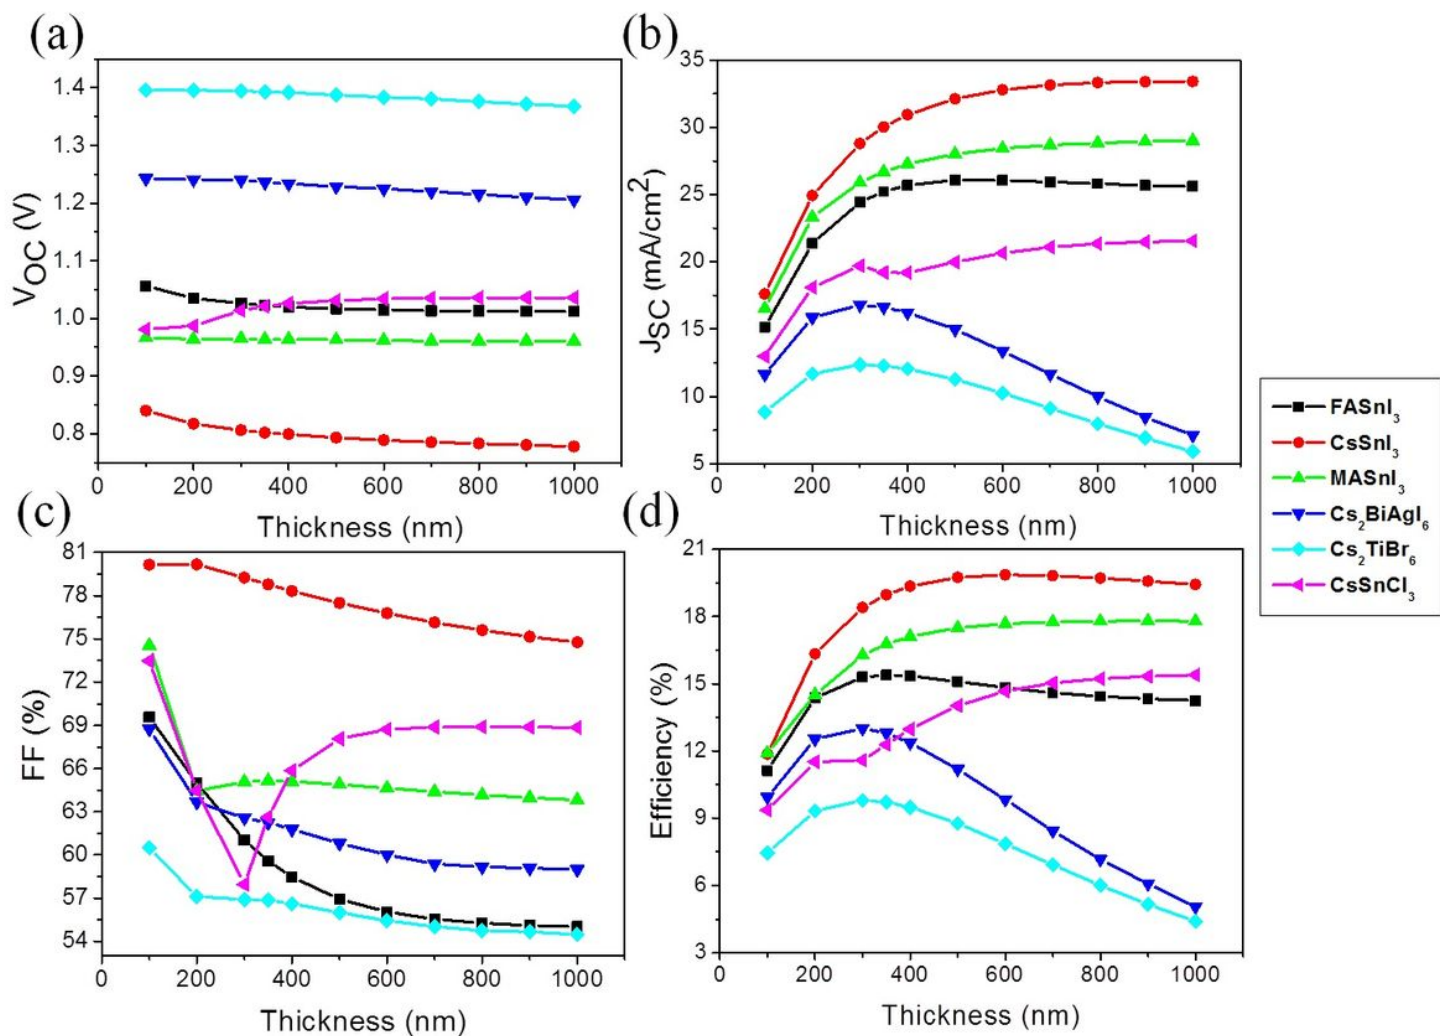 (a)
1.4
1.3
1.2
1.1
1.0
0.9
0.8
V_OC (V)
0 200 400 600 800 1000
Thickness (nm)
(b)
35
30
25
20
15
10
5
J_SC (mA/cm²)
0 200 400 600 800 1000
Thickness (nm)
FASnI₃
CsSnI₃
MASnI₃
Cs₂BiAgI₆
Cs₂TiBr₆
CsSnCl₃
(c)
81
78
75
72
69
66
63
60
57
54
FF (%)
0 200 400 600 800 1000
Thickness (nm)
(d)
21
18
15
12
9
6
3
Efficiency (%)
0 200 400 600 800 1000
Thickness (nm)